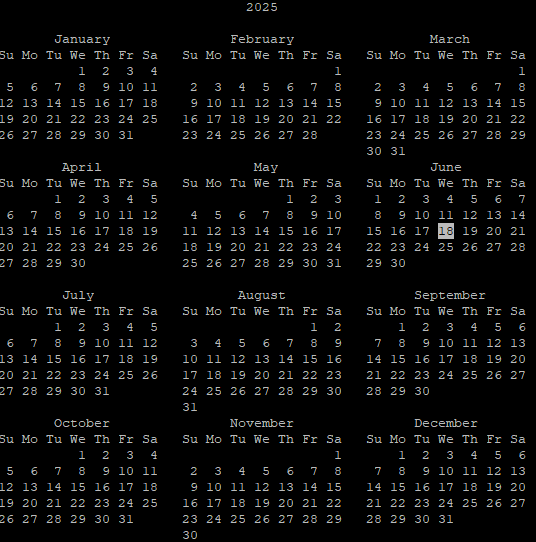 2025
January February March
Su Mo Tu We Th Fr Sa Su Mo Tu We Th Fr Sa Su Mo Tu We Th Fr Sa
1 2 3 4 1 1
5 6 7 8 9 10 11 2 3 4 5 6 7 8 2 3 4 5 6 7 8
12 13 14 15 16 17 18 9 10 11 12 13 14 15 9 10 11 12 13 14 15
19 20 21 22 23 24 25 16 17 18 19 20 21 22 16 17 18 19 20 21 22
26 27 28 29 30 31 23 24 25 26 27 28 23 24 25 26 27 28 29
30 31
April May June
Su Mo Tu We Th Fr Sa Su Mo Tu We Th Fr Sa Su Mo Tu We Th Fr Sa
1 2 3 4 5 1 2 3 1 2 3 4 5 6 7
6 7 8 9 10 11 12 4 5 6 7 8 9 10 8 9 10 11 12 13 14
13 14 15 16 17 18 19 11 12 13 14 15 16 17 15 16 17 18 19 20 21
20 21 22 23 24 25 26 18 19 20 21 22 23 24 22 23 24 25 26 27 28
27 28 29 30 25 26 27 28 29 30 31 29 30
July August September
Su Mo Tu We Th Fr Sa Su Mo Tu We Th Fr Sa Su Mo Tu We Th Fr Sa
1 2 3 4 5 1 2 1 2 3 4 5 6
6 7 8 9 10 11 12 3 4 5 6 7 8 9 7 8 9 10 11 12 13
13 14 15 16 17 18 19 10 11 12 13 14 15 16 14 15 16 17 18 19 20
20 21 22 23 24 25 26 17 18 19 20 21 22 23 21 22 23 24 25 26 27
27 28 29 30 31 24 25 26 27 28 29 30 28 29 30
31
October November December
Su Mo Tu We Th Fr Sa Su Mo Tu We Th Fr Sa Su Mo Tu We Th Fr Sa
1 2 3 4 1 1 2 3 4 5 6
5 6 7 8 9 10 11 2 3 4 5 6 7 8 7 8 9 10 11 12 13
12 13 14 15 16 17 18 9 10 11 12 13 14 15 14 15 16 17 18 19 20
19 20 21 22 23 24 25 16 17 18 19 20 21 22 21 22 23 24 25 26 27
26 27 28 29 30 31 23 24 25 26 27 28 29 28 29 30 31
30